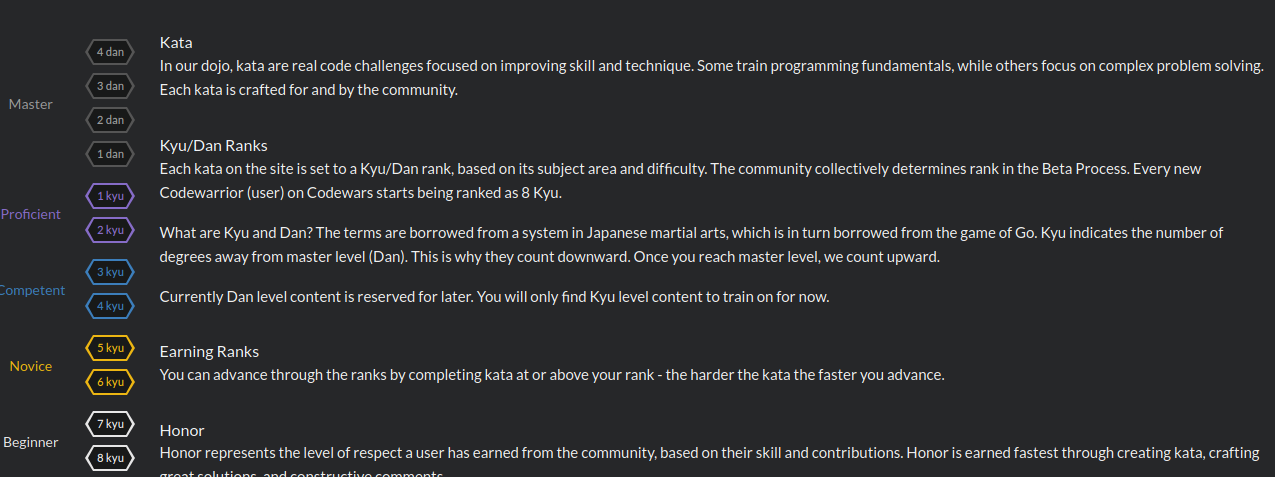 4 dan
3 dan
Master
2 dan
1 dan
1 kyu
Proficient
2 kyu
3 kyu
Competent
4 kyu
5 kyu
Novice
6 kyu
7 kyu
Beginner
8 kyu
Kata
In our dojo, kata are real code challenges focused on improving skill and technique. Some train programming fundamentals, while others focus on complex problem solving.
Each kata is crafted for and by the community.
Kyu/Dan Ranks
Each kata on the site is set to a Kyu/Dan rank, based on its subject area and difficulty. The community collectively determines rank in the Beta Process. Every new
Codewarrior (user) on Codewars starts being ranked as 8 Kyu.
What are Kyu and Dan? The terms are borrowed from a system in Japanese martial arts, which is in turn borrowed from the game of Go. Kyu indicates the number of
degrees away from master level (Dan). This is why they count downward. Once you reach master level, we count upward.
Currently Dan level content is reserved for later. You will only find Kyu level content to train on for now.
Earning Ranks
You can advance through the ranks by completing kata at or above your rank - the harder the kata the faster you advance.
Honor
Honor represents the level of respect a user has earned from the community, based on their skill and contributions. Honor is earned fastest through creating kata, crafting
great solutions, and constructive comments.